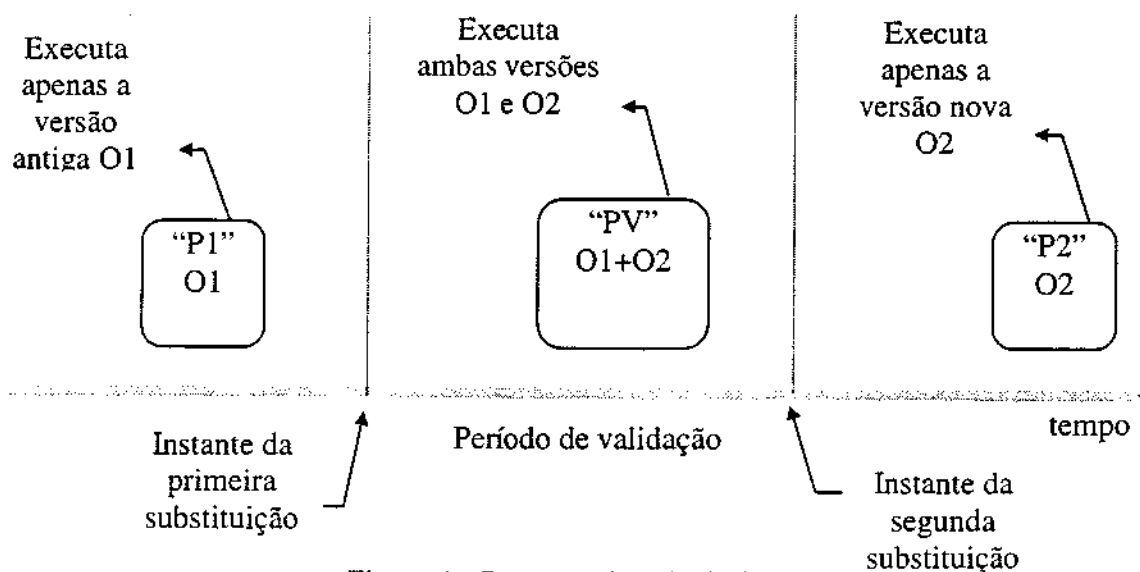 Executa
apenas a
versão
antiga O1
Executa
ambas versões
O1 e O2
Executa
apenas a
versão nova
O2
“P1”
O1
“PV”
O1+O2
“P2”
O2
tempo
Instante da
primeira
substituição
Período de validação
Instante da
segunda
substituição